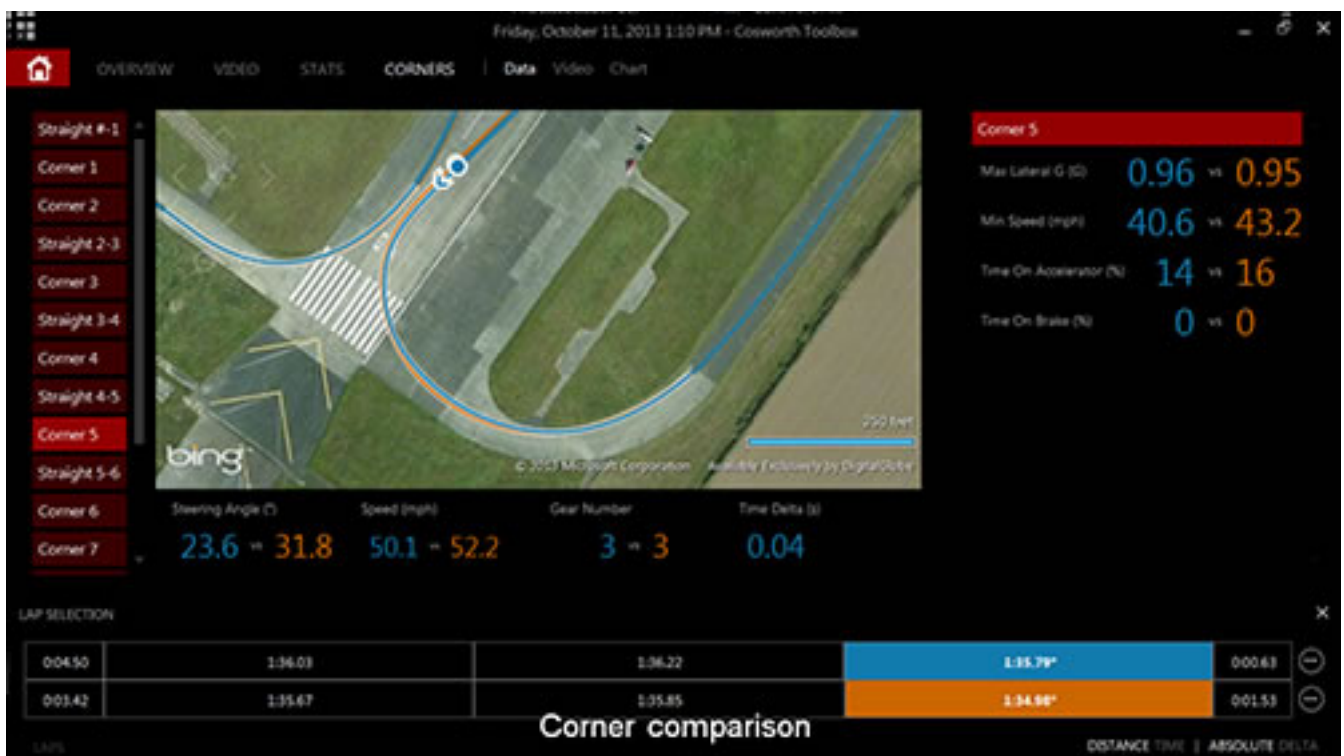 Friday, October 11, 2013 1:10 PM - Cosworth Toolbox
OVERVIEW VIDEO STATS CORNERS | Data Video Chart
Straight #-1
Corner 1
Corner 2
Straight 2-3
Corner 3
Straight 3-4
Corner 4
Straight 4-5
Corner 5
Straight 5-6
Corner 6
Corner 7
250 feet
bing
© 2013 Microsoft Corporation Available Exclusively by DigitalGlobe
Corner 5
Max Lateral G (G) 0.96 vs 0.95
Min Speed (mph) 40.6 vs 43.2
Time On Accelerator (%) 14 vs 16
Time On Brake (%) 0 vs 0
Steering Angle (°) Speed (mph) Gear Number Time Delta (s)
23.6 vs 31.8 50.1 vs 52.2 3 vs 3 0.04
LAP SELECTION
0:04.50 1:36.03 1:36.22 1:35.79* 0:00.63
0:03.42 1:35.67 1:35.85 1:34.98* 0:01.53
Corner comparison
LAPS DISTANCE TIME | ABSOLUTE DELTA